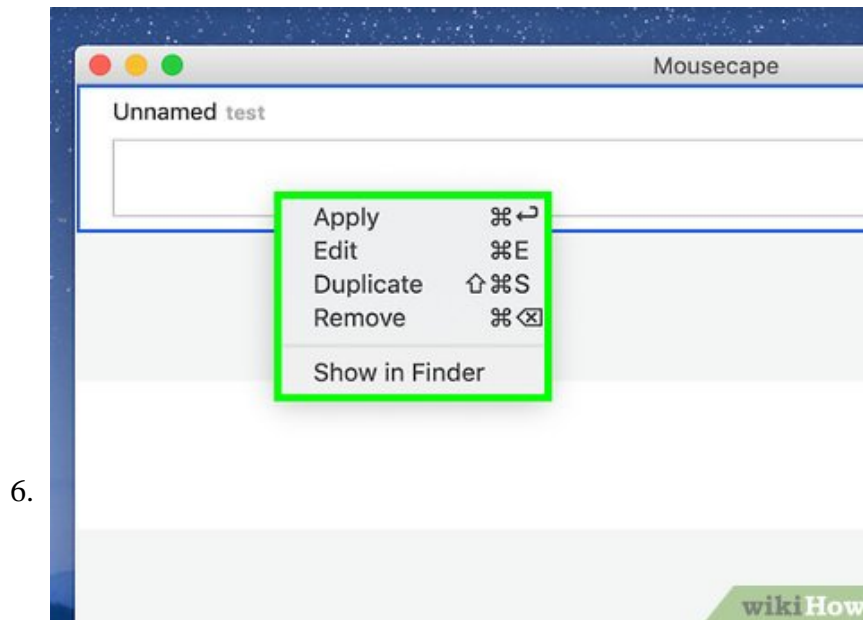 Mousecape
Unnamed test
Apply ⌘↩
Edit ⌘E
Duplicate ⇧⌘S
Remove ⌘⌫
Show in Finder
6.
wikiHow